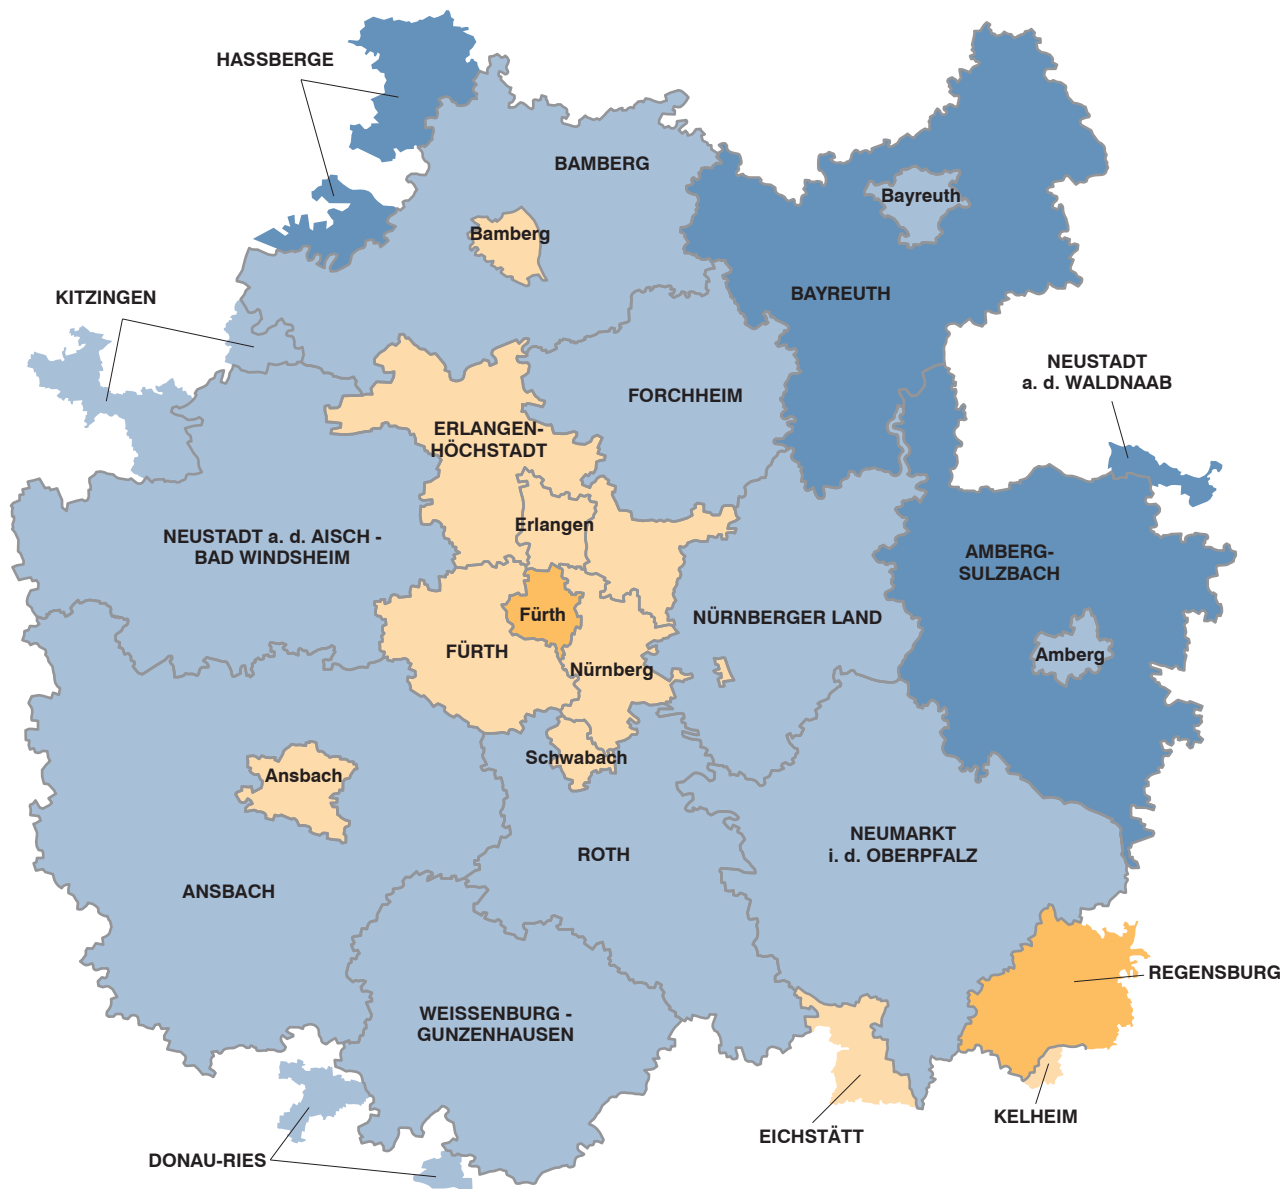 HASSBERGE
BAMBERG
Bayreuth
Bamberg
KITZINGEN
BAYREUTH
NEUSTADT
a. d. WALDNAAB
FORCHHEIM
ERLANGEN-
HÖCHSTADT
Erlangen
NEUSTADT a. d. AISCH -
BAD WINDSHEIM
AMBERG-
SULZBACH
Fürth
NÜRNBERGER LAND
FÜRTH
Amberg
Nürnberg
Schwabach
Ansbach
NEUMARKT
i. d. OBERPFALZ
ROTH
ANSBACH
REGENSBURG
WEISSENBURG -
GUNZENHAUSEN
KELHEIM
EICHSTÄTT
DONAU-RIES